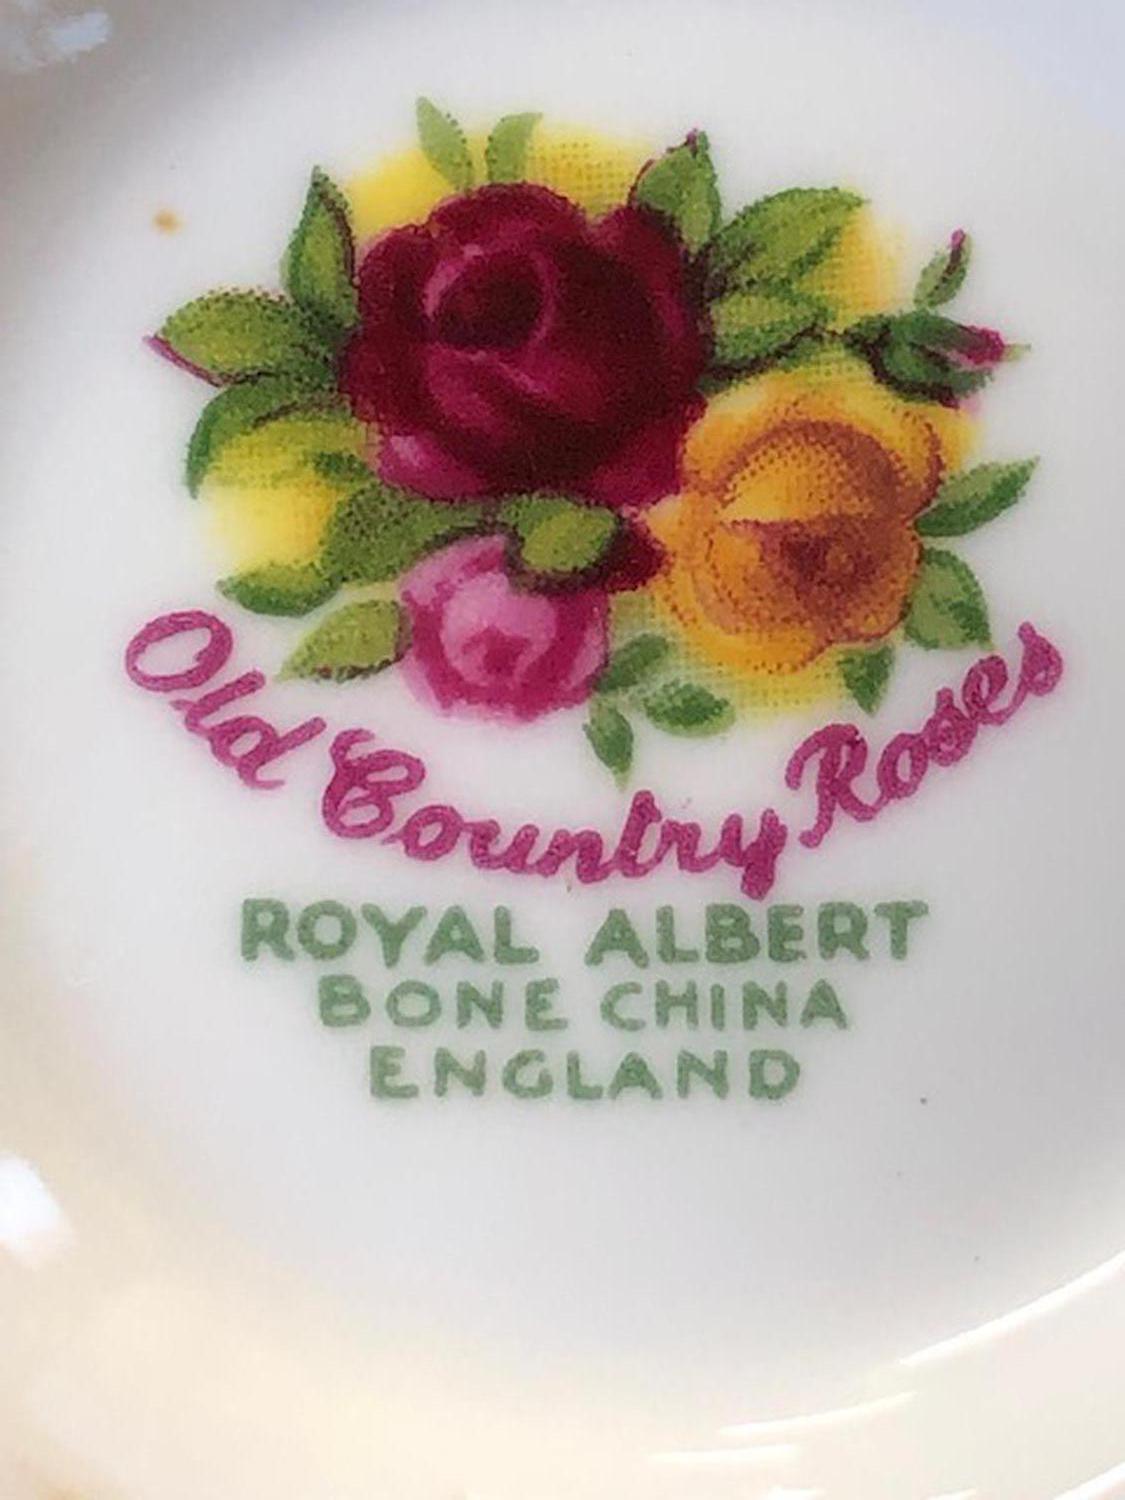 Old Country Roses
ROYAL ALBERT
BONE CHINA
ENGLAND